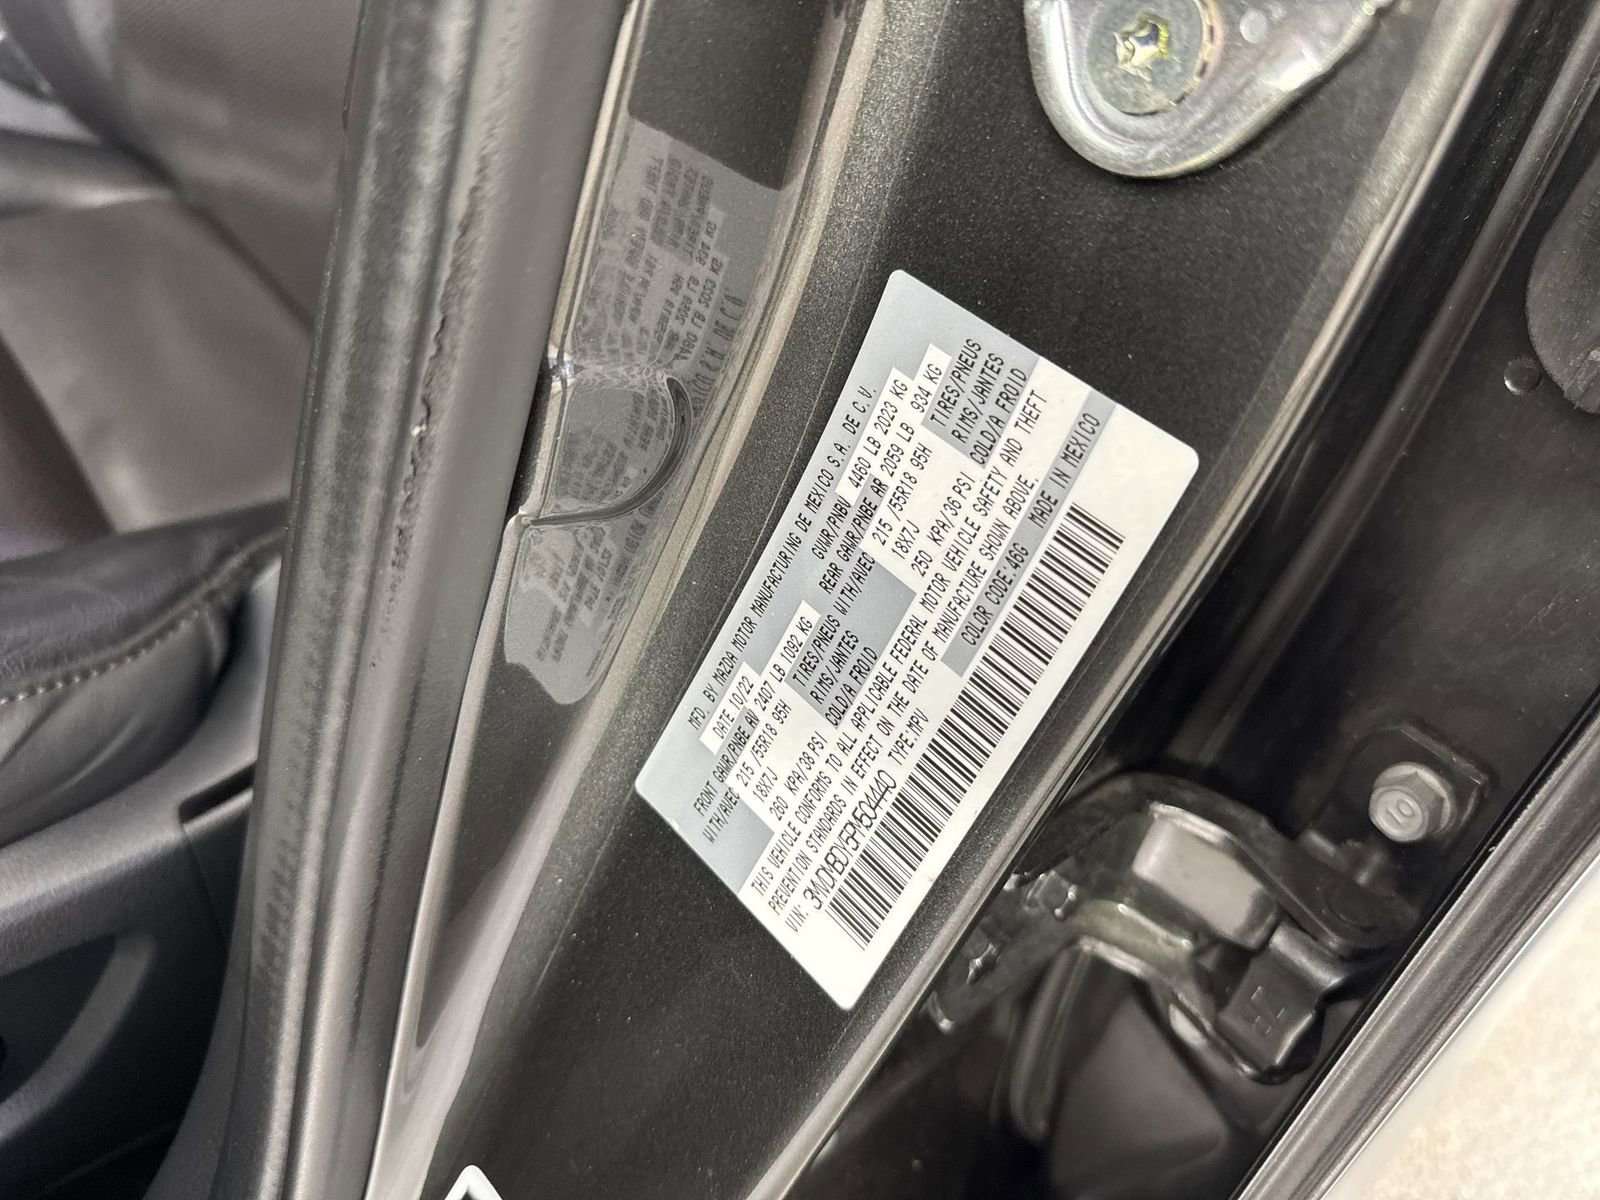 MFD. BY MAZDA MOTOR MANUFACTURING DE MEXICO S.A. DE C.V.
DATE 10/22 GVWR/PNBV 4460 LB 2023 KG
FRONT GAWR/PNBE AV 2407 LB 1092 KG REAR GAWR/PNBE AR 2059 LB 934 KG
WITH/AVEC 215 /55R18 95H TIRES/PNEUS WITH/AVEC 215 /55R18 95H TIRES/PNEUS
18X7J RIMS/JANTES 18X7J RIMS/JANTES
260 KPA/38 PSI COLD/A FROID 250 KPA/36 PSI COLD/A FROID
THIS VEHICLE CONFORMS TO ALL APPLICABLE FEDERAL MOTOR VEHICLE SAFETY AND THEFT
PREVENTION STANDARDS IN EFFECT ON THE DATE OF MANUFACTURE SHOWN ABOVE.
VIN: TYPE:MPV COLOR CODE:46G MADE IN MEXICO
10